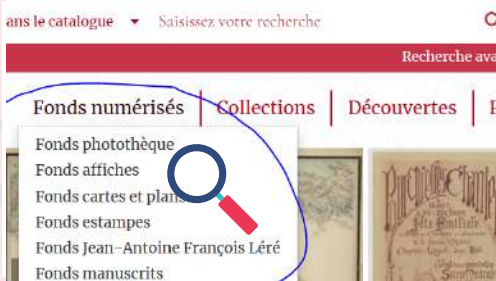 ans le catalogue Saisissez votre recherche
Recherche ava
Fonds numérisés Collections Découvertes
Fonds photothèque
Fonds affiches
Fonds cartes et plans
Fonds estampes
Fonds Jean-Antoine François Léré
Fonds manuscrits